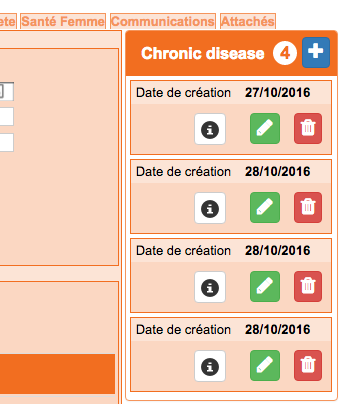 ete Santé Femme Communications Attachés
Chronic disease 4 +
Date de création 27/10/2016
Date de création 28/10/2016
Date de création 28/10/2016
Date de création 28/10/2016